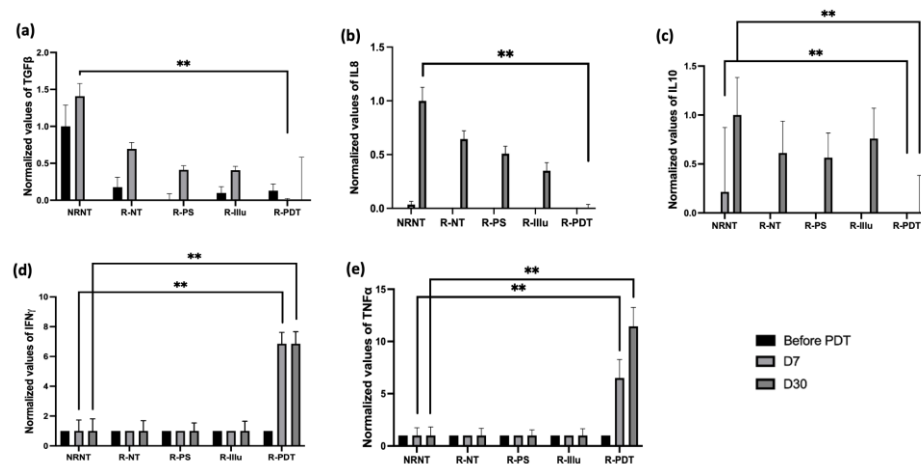 (a)
Normalized values of TGFβ
2.0
1.5
1.0
0.5
0.0
**
NRNT R-NT R-PS R-Illu R-PDT
(b)
Normalized values of IL8
1.5
1.0
0.5
0.0
**
NRNT R-NT R-PS R-Illu R-PDT
(c)
Normalized values of IL10
1.5
1.0
0.5
0.0
**
**
NRNT R-NT R-PS R-Illu R-PDT
(d)
Normalized values of IFNγ
10
8
6
4
2
0
**
**
NRNT R-NT R-PS R-Illu R-PDT
(e)
Normalized values of TNFα
15
10
5
0
**
**
NRNT R-NT R-PS R-Illu R-PDT
Before PDT
D7
D30